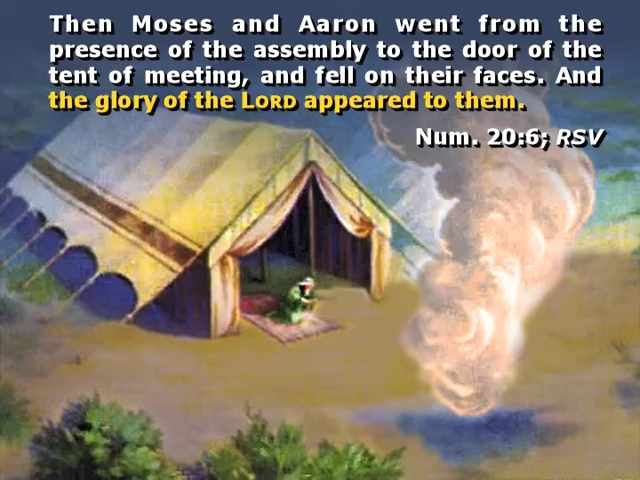 Then Moses and Aaron went from the
presence of the assembly to the door of the
tent of meeting, and fell on their faces. And
the glory of the LORD appeared to them.
Num. 20:6; RSV